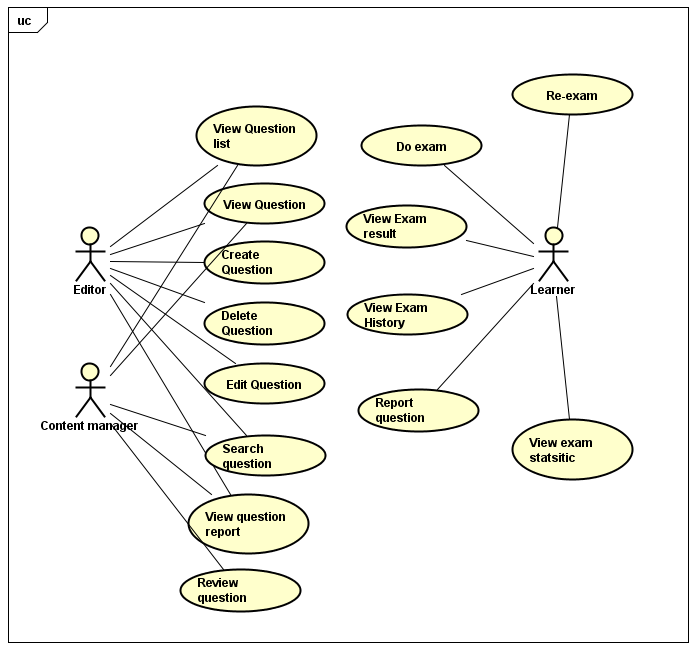 uc
View Question
list
View Question
Create
Question
Delete
Question
Edit Question
Search
question
View question
report
Review
question
Editor
Content manager
Do exam
View Exam
result
View Exam
History
Report
question
Re-exam
Learner
View exam
statsitic